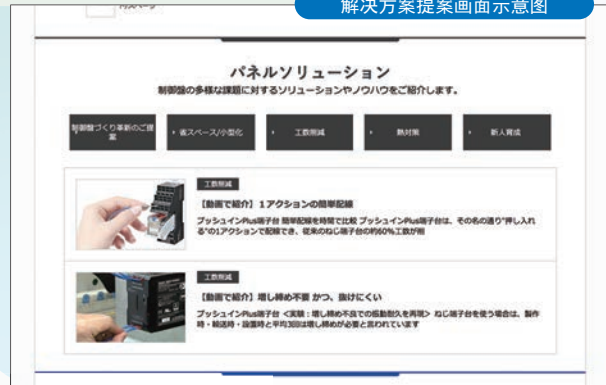 内ズページ
解决方案提案画面示意图
パネルソリューション
制御盤の多様な課題に対するソリューションやノウハウをご紹介します。
制御盤づくり革新のご提案
省スペース/小型化
工数削減
熱対策
新人育成
工数削減
【動画で紹介】1アクションの簡単配線
プッシュインPlus端子台 簡単配線を時間で比較 プッシュインPlus端子台は、その名の通り"押し入れ
る"の1アクションで配線でき、従来のねじ端子台の約60%工数が削
工数削減
【動画で紹介】増し締め不要 かつ、抜けにくい
プッシュインPlus端子台 <実験:増し締め不良での振動耐久を再現> ねじ端子台を使う場合は、製作
時・輸送時・設置時と平均3回は増し締めが必要と言われています